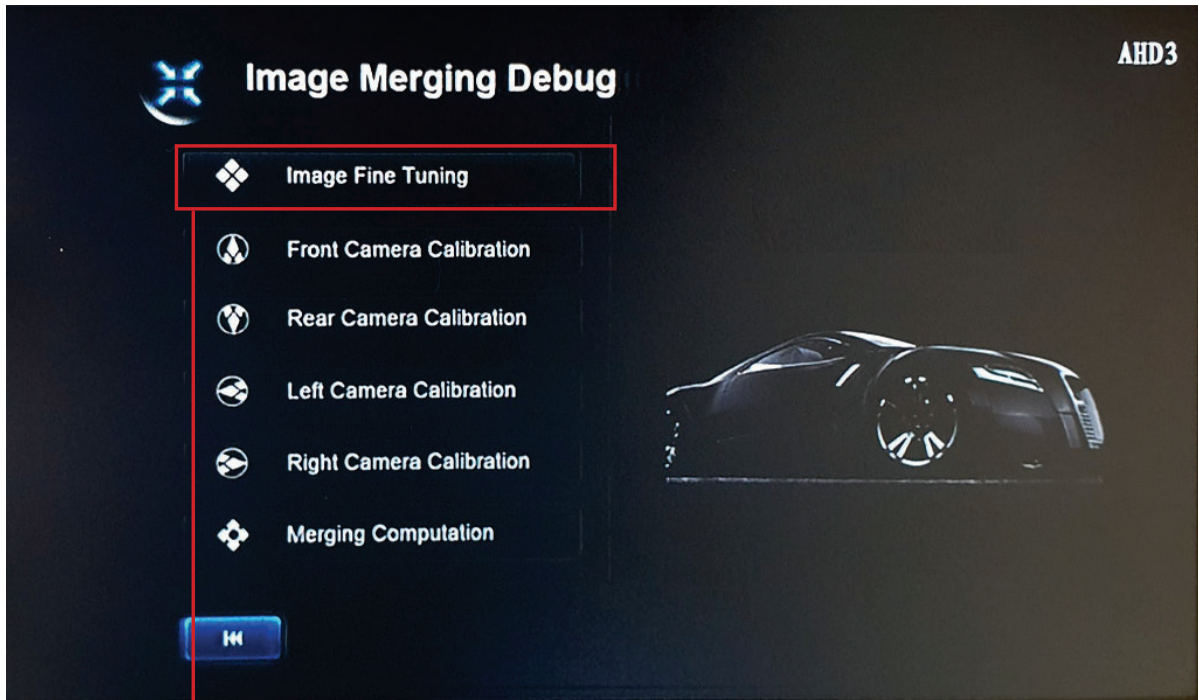 AHD3
Image Merging Debug
Image Fine Tuning
Front Camera Calibration
Rear Camera Calibration
Left Camera Calibration
Right Camera Calibration
Merging Computation